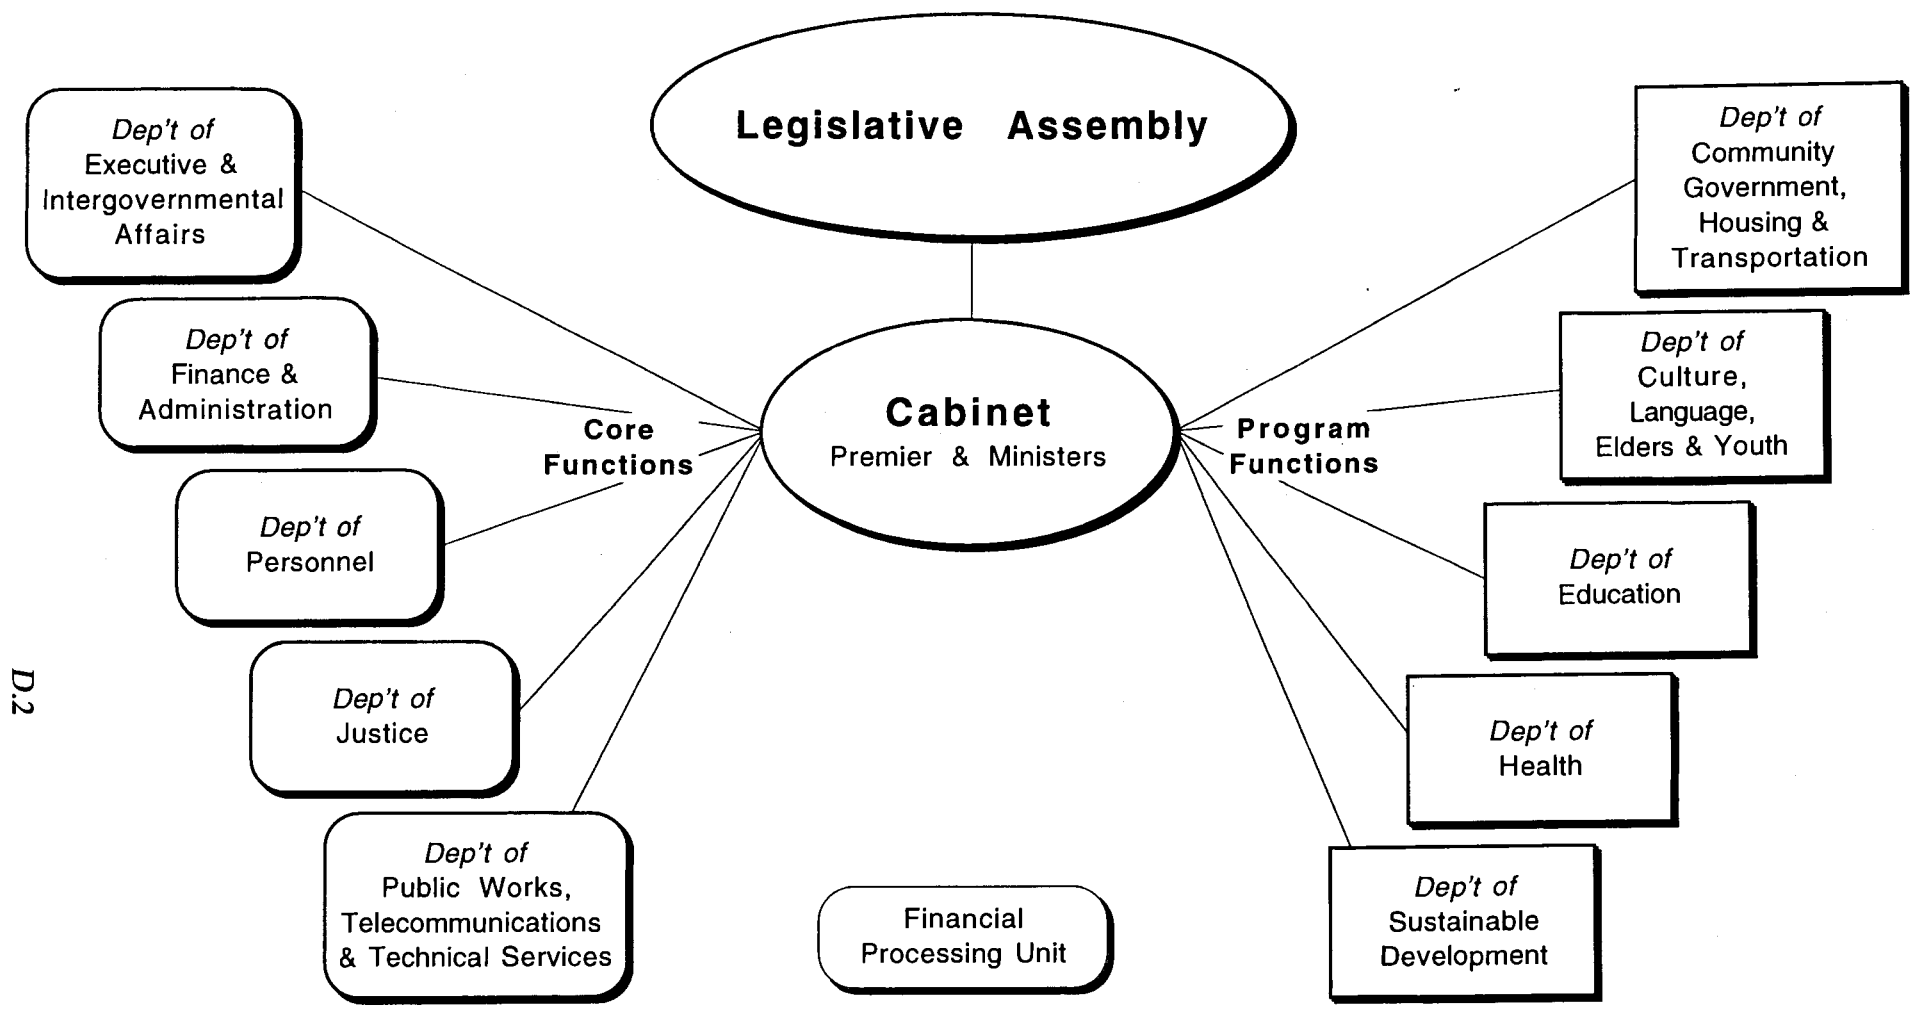 Legislative Assembly
Dep't of
Executive &
Intergovernmental
Affairs
Dep't of
Finance &
Administration
Dep't of
Personnel
Dep't of
Justice
Dep't of
Public Works,
Telecommunications
& Technical Services
Core
Functions
Cabinet
Premier & Ministers
Program
Functions
Dep't of
Community
Government,
Housing &
Transportation
Dep't of
Culture,
Language,
Elders & Youth
Dep't of
Education
Dep't of
Health
Dep't of
Sustainable
Development
Financial
Processing Unit
D.2